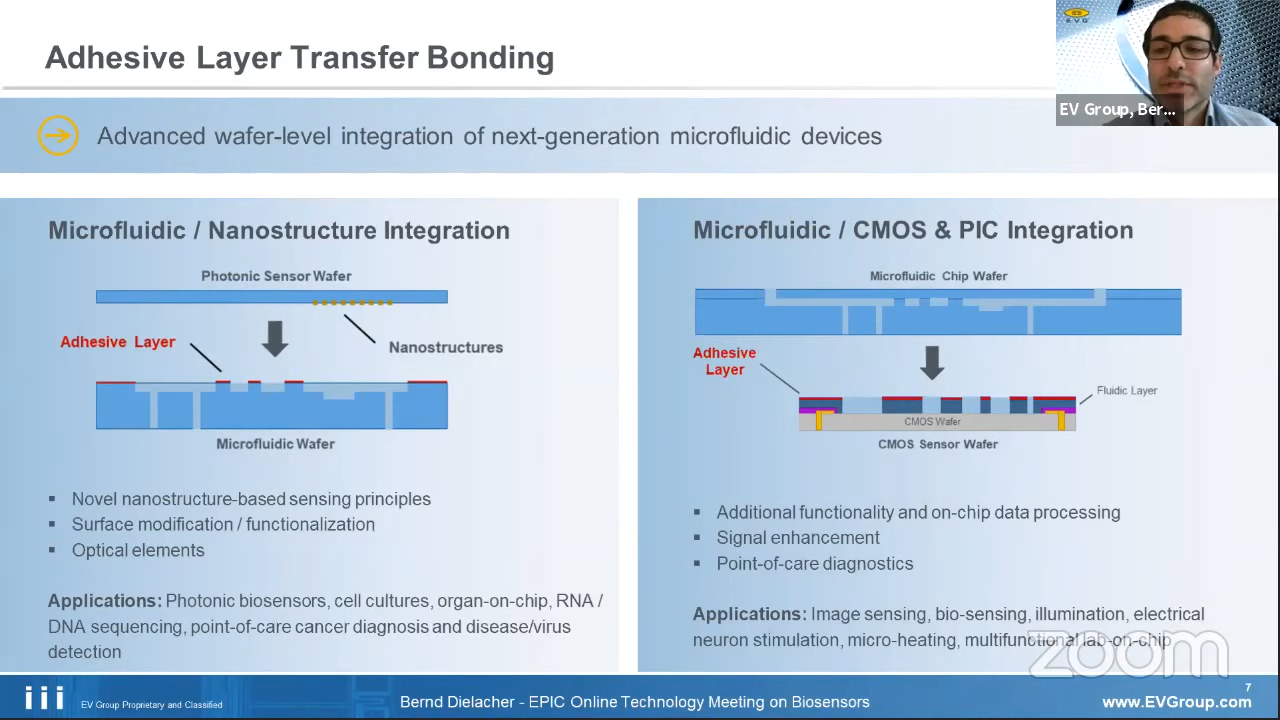 Adhesive Layer Transfer Bonding
EVG
EV Group, Ber...
Advanced wafer-level integration of next-generation microfluidic devices
Microfluidic / Nanostructure Integration
Photonic Sensor Wafer
Adhesive Layer
Nanostructures
Microfluidic Wafer
▪ Novel nanostructure-based sensing principles
▪ Surface modification / functionalization
▪ Optical elements
Applications: Photonic biosensors, cell cultures, organ-on-chip, RNA /
DNA sequencing, point-of-care cancer diagnosis and disease/virus
detection
Microfluidic / CMOS & PIC Integration
Microfluidic Chip Wafer
Adhesive
Layer
Fluidic Layer
CMOS Wafer
CMOS Sensor Wafer
▪ Additional functionality and on-chip data processing
▪ Signal enhancement
▪ Point-of-care diagnostics
Applications: Image sensing, bio-sensing, illumination, electrical
neuron stimulation, micro-heating, multifunctional lab-on-chip
zoom
EV Group Proprietary and Classified
Bernd Dielacher - EPIC Online Technology Meeting on Biosensors
7
www.EVGroup.com